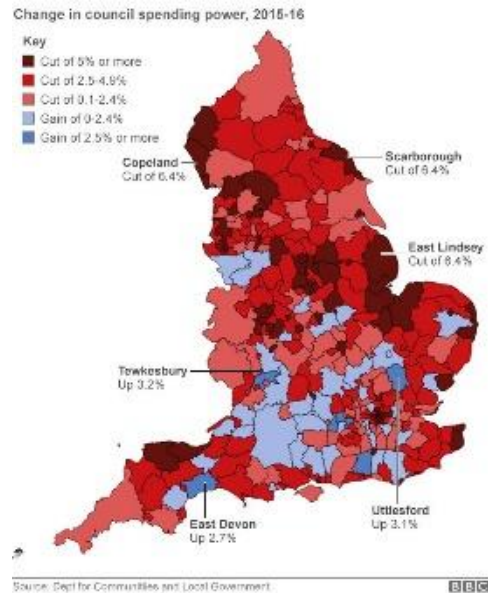 Change in council spending power, 2015-16
Key
Cut of 5% or more
Cut of 2.5-4.9%
Cut of 0.1-2.4%
Gain of 0-2.4%
Gain of 2.5% or more
Copeland
Cut of 6.4%
Scarborough
Cut of 6.4%
East Lindsey
Cut of 6.4%
Tewkesbury
Up 3.2%
Uttlesford
Up 3.1%
East Devon
Up 2.7%
Source: Dept for Communities and Local Government
BBC